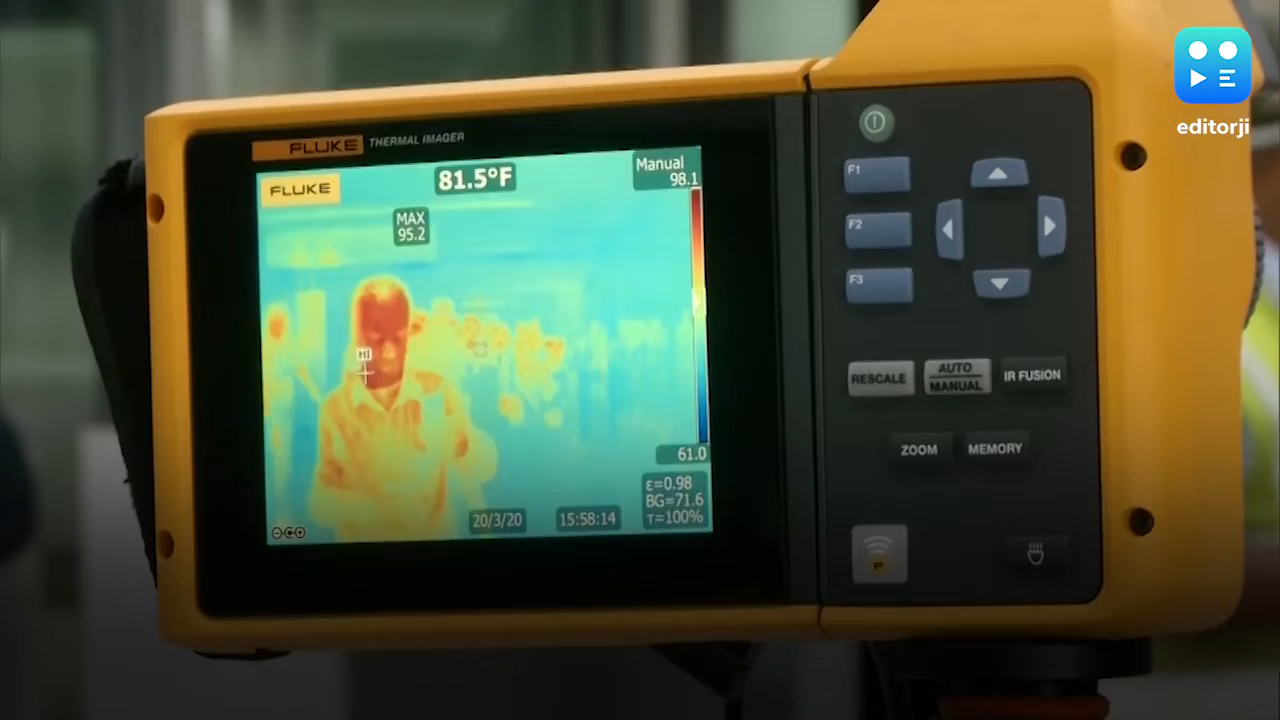 editorji
FLUKE THERMAL IMAGER
FLUKE
81.5°F
Manual
98.1
MAX
95.2
HI
61.0
ε=0.98
BG=71.6
τ=100%
20/3/20
15:58:14
F1
F2
F3
RESCALE
AUTO
MANUAL
IR FUSION
ZOOM
MEMORY
F